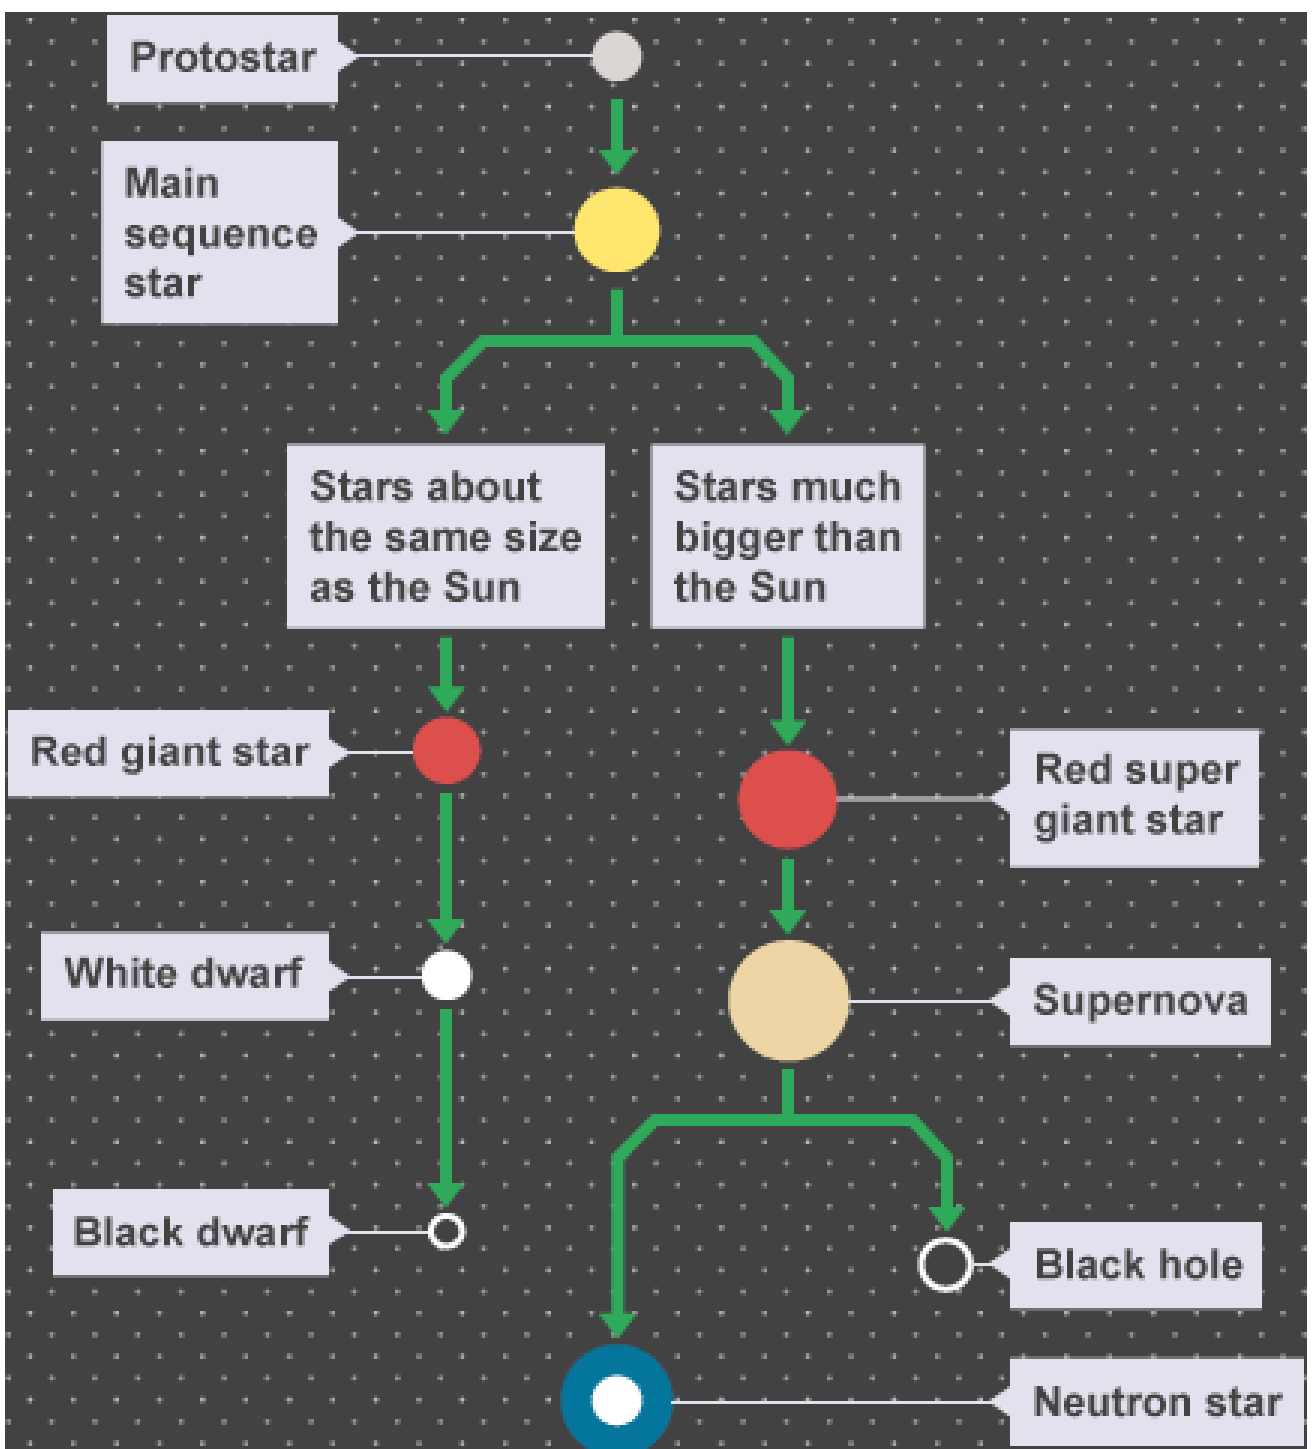 Protostar
Main
sequence
star
Stars about
the same size
as the Sun
Stars much
bigger than
the Sun
Red giant star
Red super
giant star
White dwarf
Supernova
Black dwarf
Black hole
Neutron star